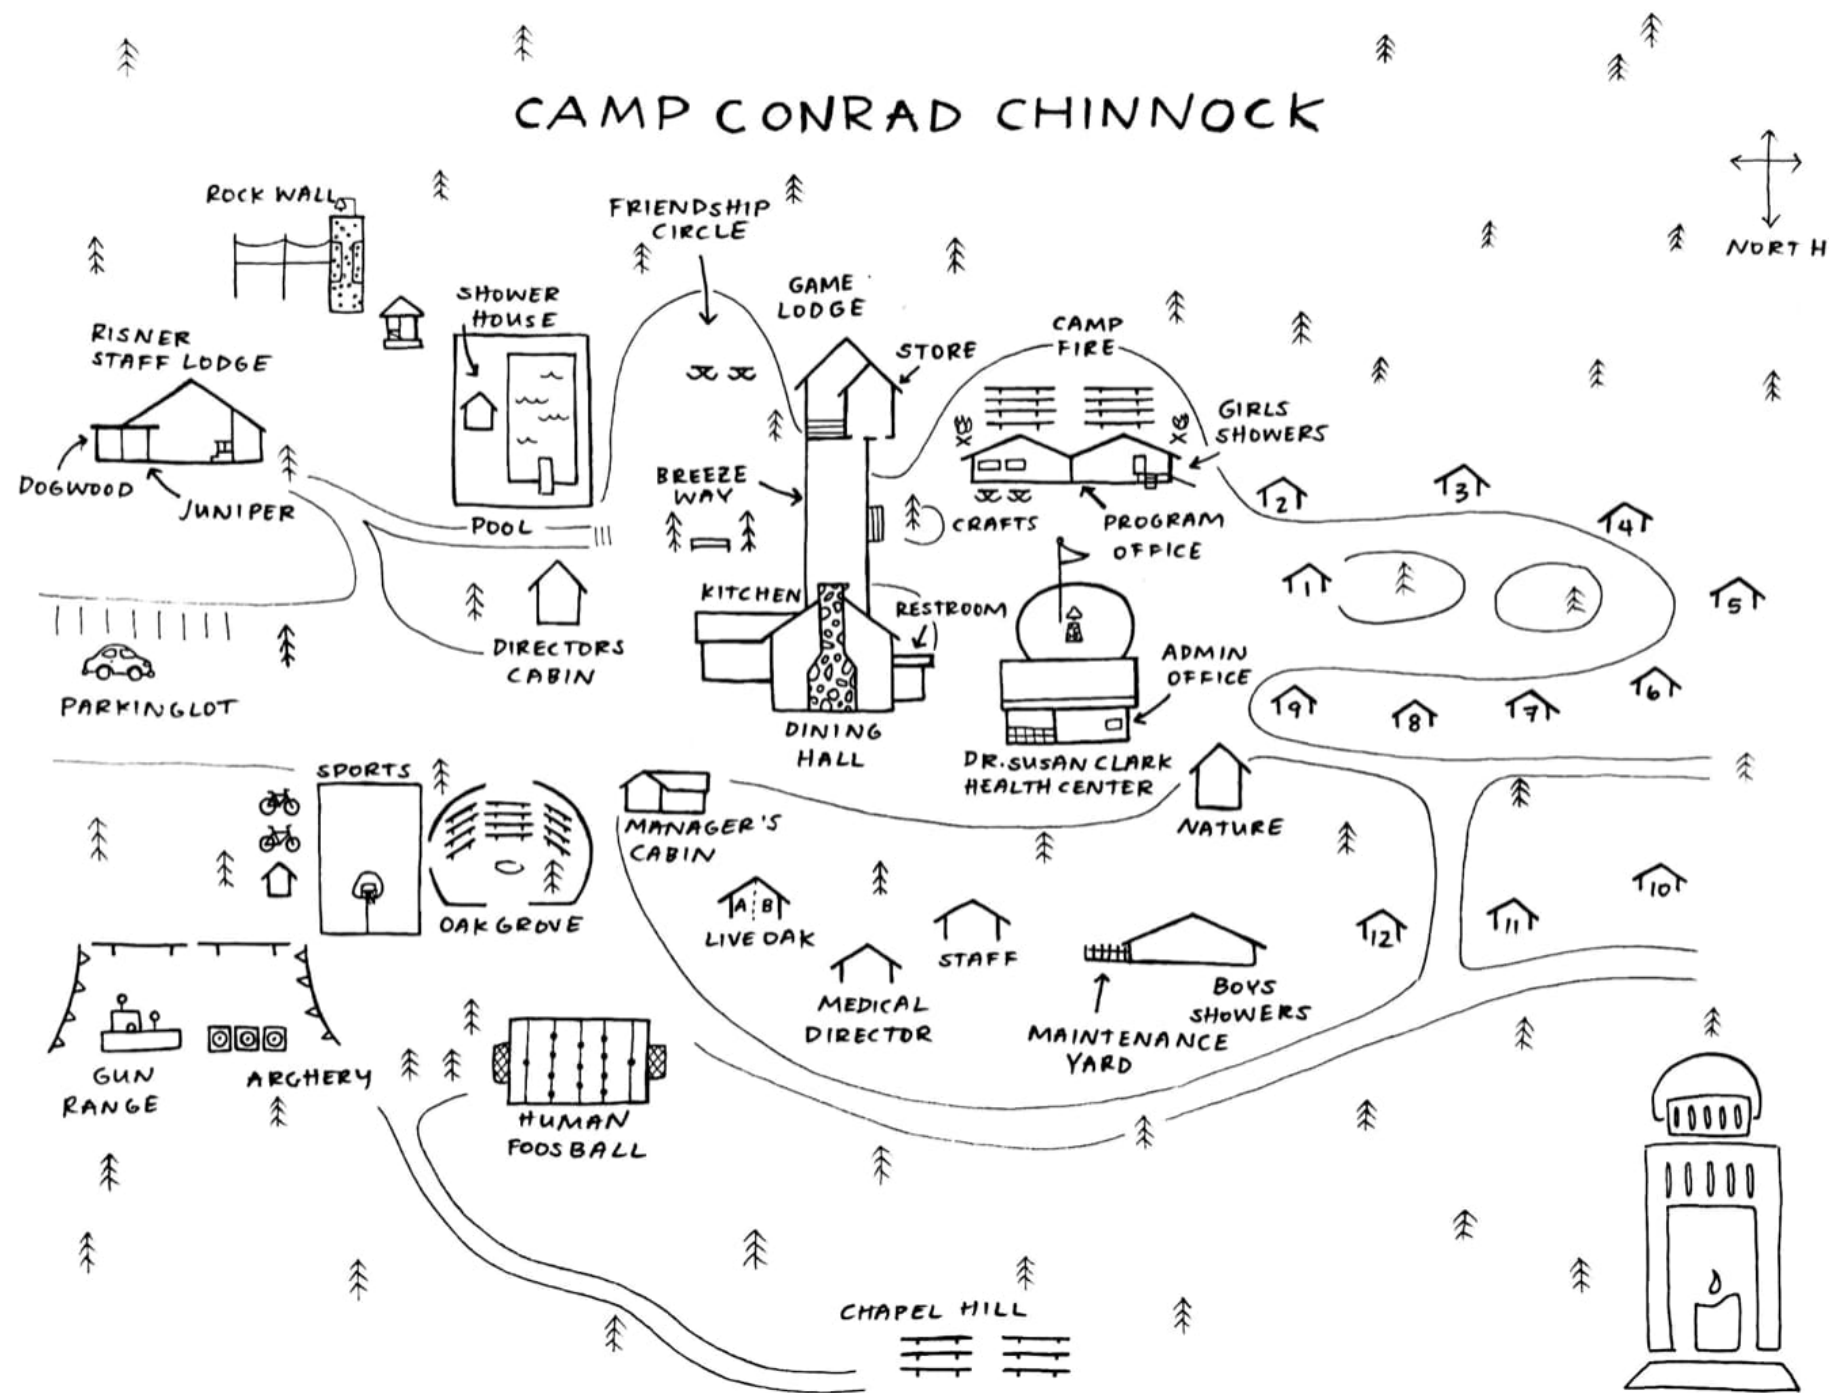 CAMP CONRAD CHINNOCK
ROCK WALL
FRIENDSHIP
CIRCLE
NORTH
GAME
LODGE
SHOWER
HOUSE
RISNER
STAFF LODGE
CAMP
FIRE
STORE
GIRLS
SHOWERS
DOGWOOD
JUNIPER
POOL
BREEZE
WAY
CRAFTS
PROGRAM
OFFICE
2
3
4
1
5
KITCHEN
RESTROOM
DIRECTORS
CABIN
PARKINGLOT
ADMIN
OFFICE
9
8
7
6
DINING
HALL
DR. SUSAN CLARK
HEALTH CENTER
SPORTS
MANAGER'S
CABIN
NATURE
OAK GROVE
A B
LIVE OAK
STAFF
12
11
10
MEDICAL
DIRECTOR
BOYS
SHOWERS
MAINTENANCE
YARD
GUN
RANGE
ARCHERY
HUMAN
FOOSBALL
CHAPEL HILL